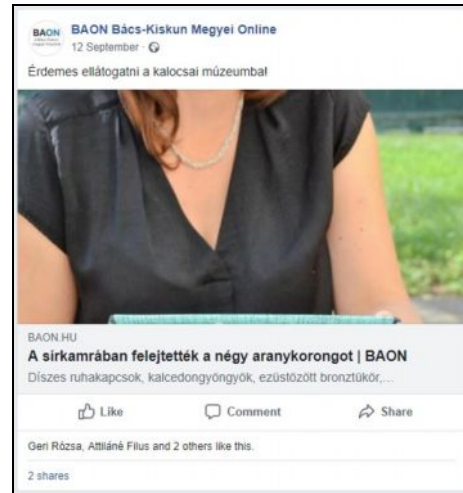 BAON
BAON Bács-Kiskun Megyei Online
12 September ·
Érdemes ellátogatni a kalocsai múzeumba!
BAON.HU
A sírkamrában felejtették a négy aranykorongot | BAON
Díszes ruhakapcsok, kalcedongyöngyök, ezüstözött bronztükör,...
Like
Comment
Share
Geri Rózsa, Attiláné Filus and 2 others like this.
2 shares